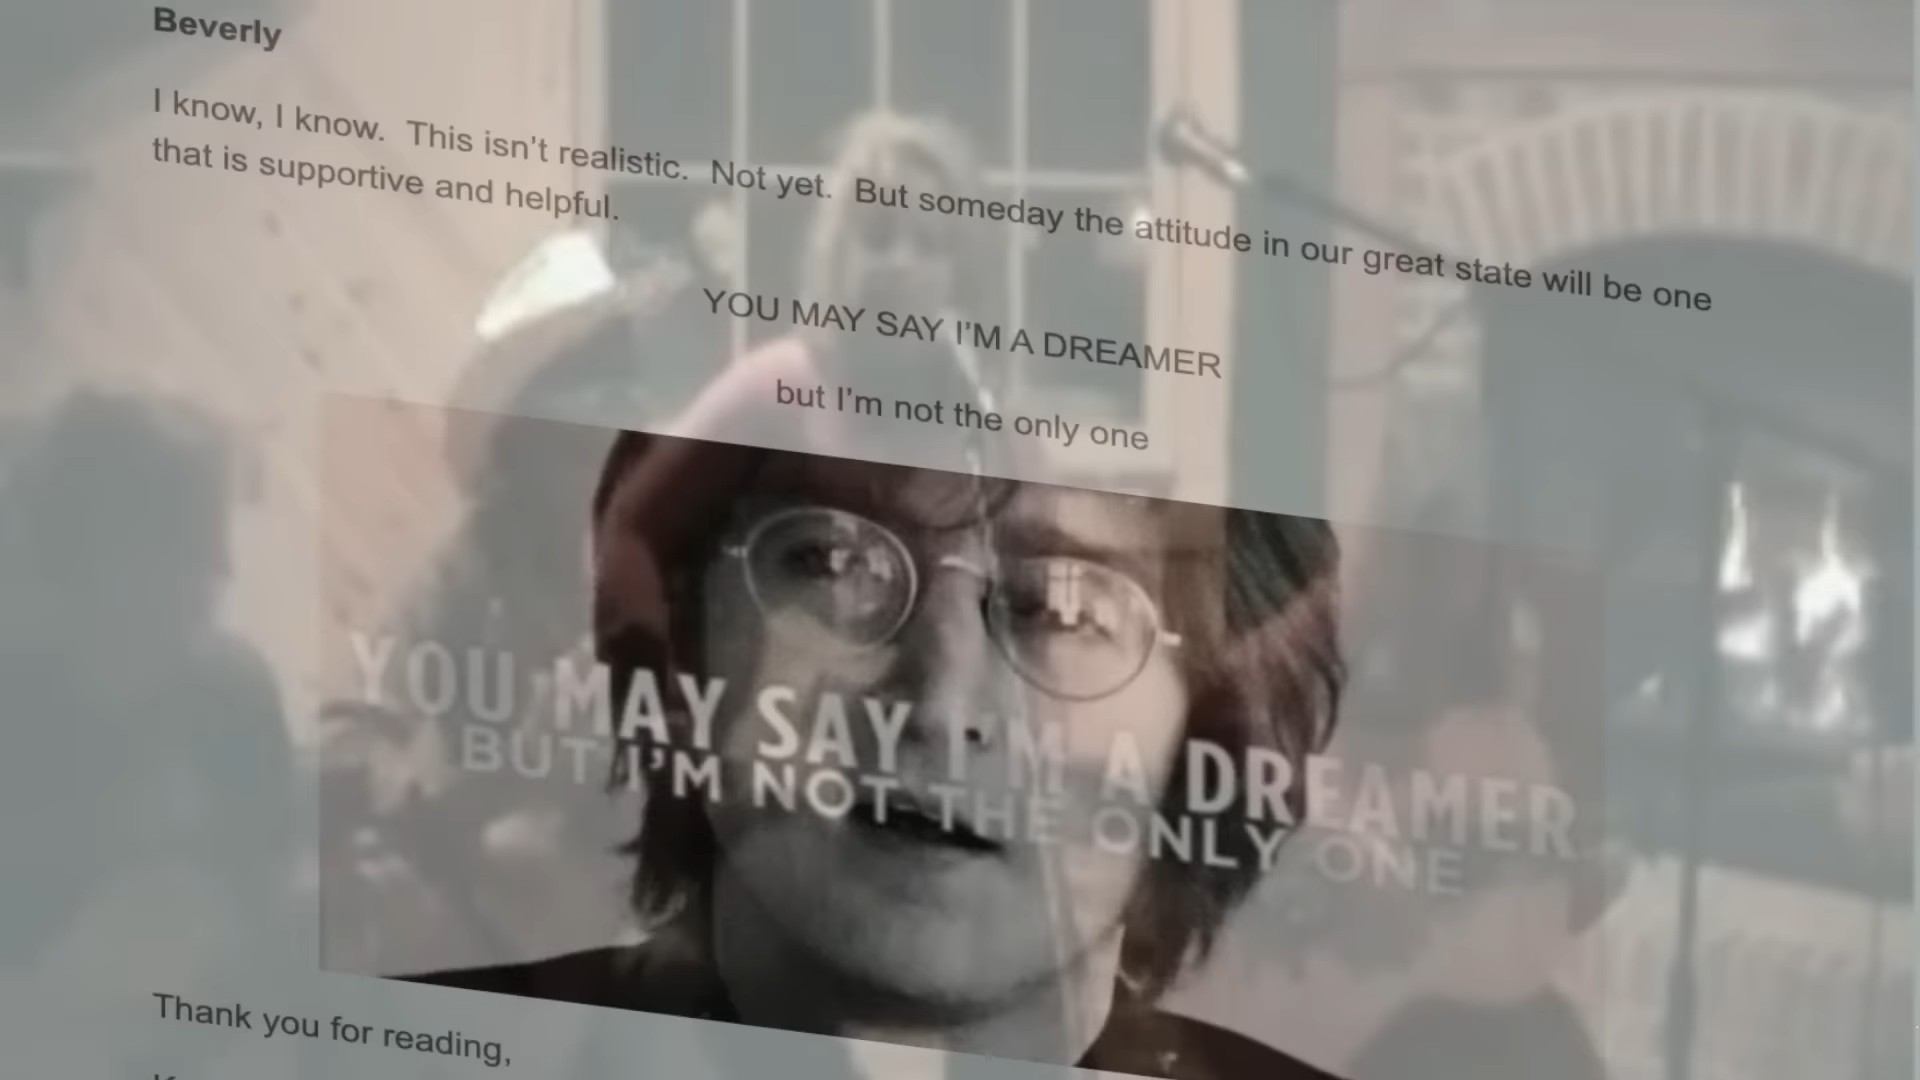 Beverly
I know, I know.  This isn't realistic.  Not yet.  But someday the attitude in our great state will be one
that is supportive and helpful.
YOU MAY SAY I'M A DREAMER
but I'm not the only one
YOU MAY SAY I'M A DREAMER
BUT I'M NOT THE ONLY ONE
Thank you for reading,